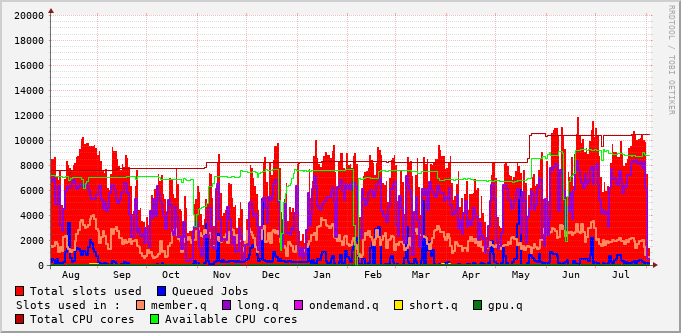 20000
18000
16000
14000
12000
10000
8000
6000
4000
2000
0
Aug Sep Oct Nov Dec Jan Feb Mar Apr May Jun Jul
RRDTOOL / TOBI OETIKER
Total slots used Queued Jobs
Slots used in : member.q long.q ondemand.q short.q gpu.q
Total CPU cores Available CPU cores